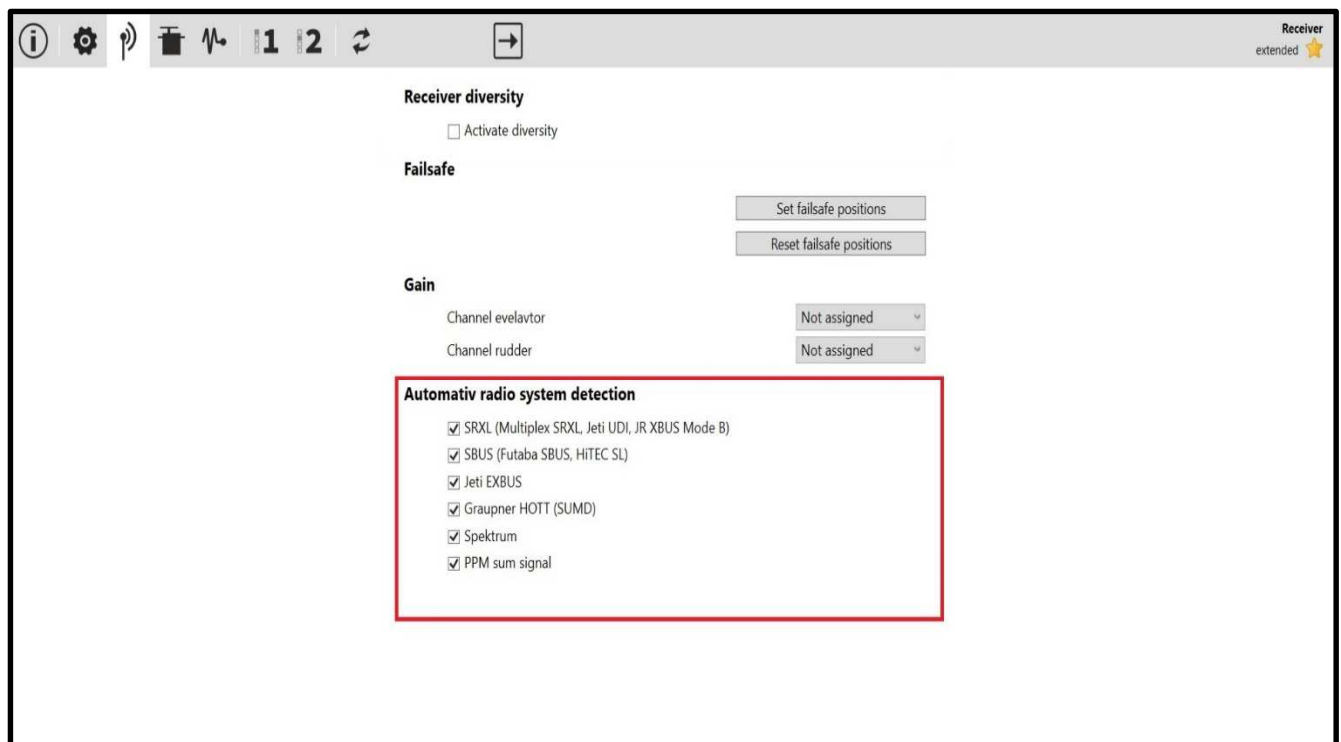 1 2
Receiver
extended
Receiver diversity
Activate diversity
Failsafe
Set failsafe positions
Reset failsafe positions
Gain
Channel evelavtor Not assigned
Channel rudder Not assigned
Automativ radio system detection
SRXL (Multiplex SRXL, Jeti UDI, JR XBUS Mode B)
SBUS (Futaba SBUS, HiTEC SL)
Jeti EXBUS
Graupner HOTT (SUMD)
Spektrum
PPM sum signal